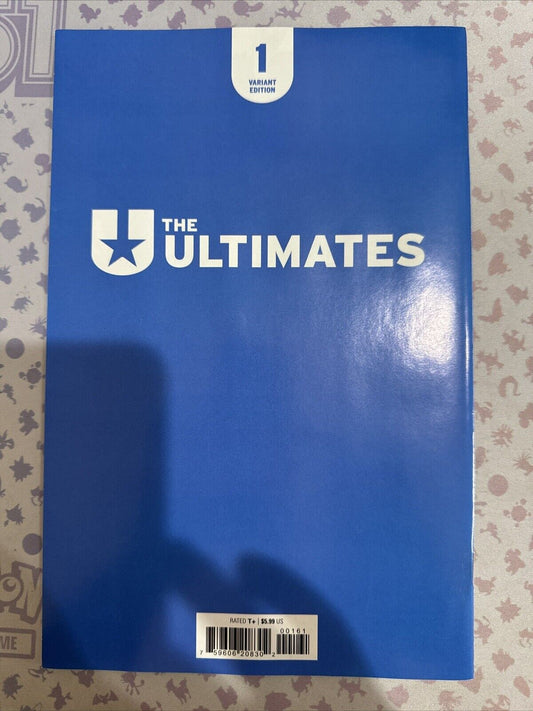 1
VARIANT
EDITION
THE
ULTIMATES
RATED T+ | $5.99 US
00161
7 59606 20830 2